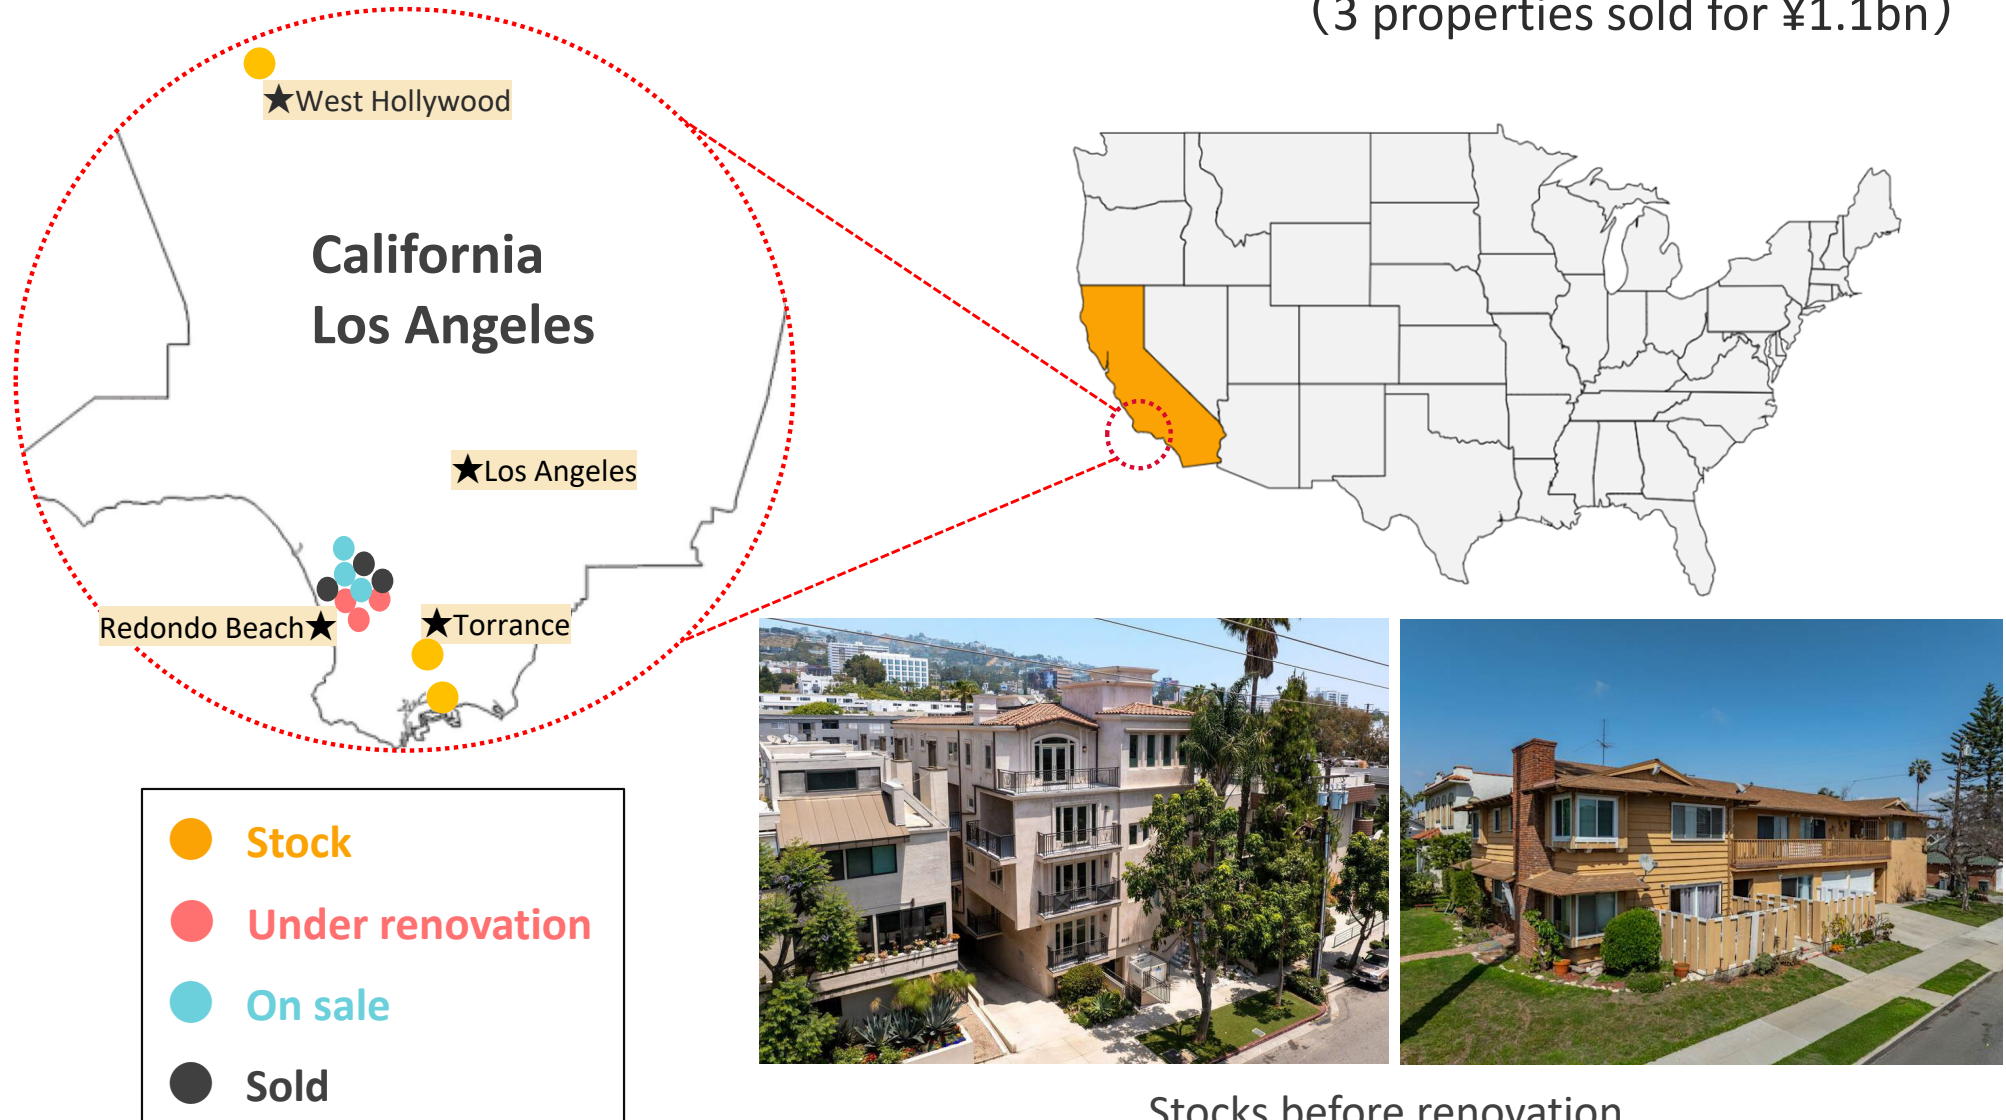 （3 properties sold for ¥1.1bn）
★West Hollywood
California
Los Angeles
★Los Angeles
Redondo Beach★
★Torrance
Stock
Under renovation
On sale
Sold
Stocks before renovation